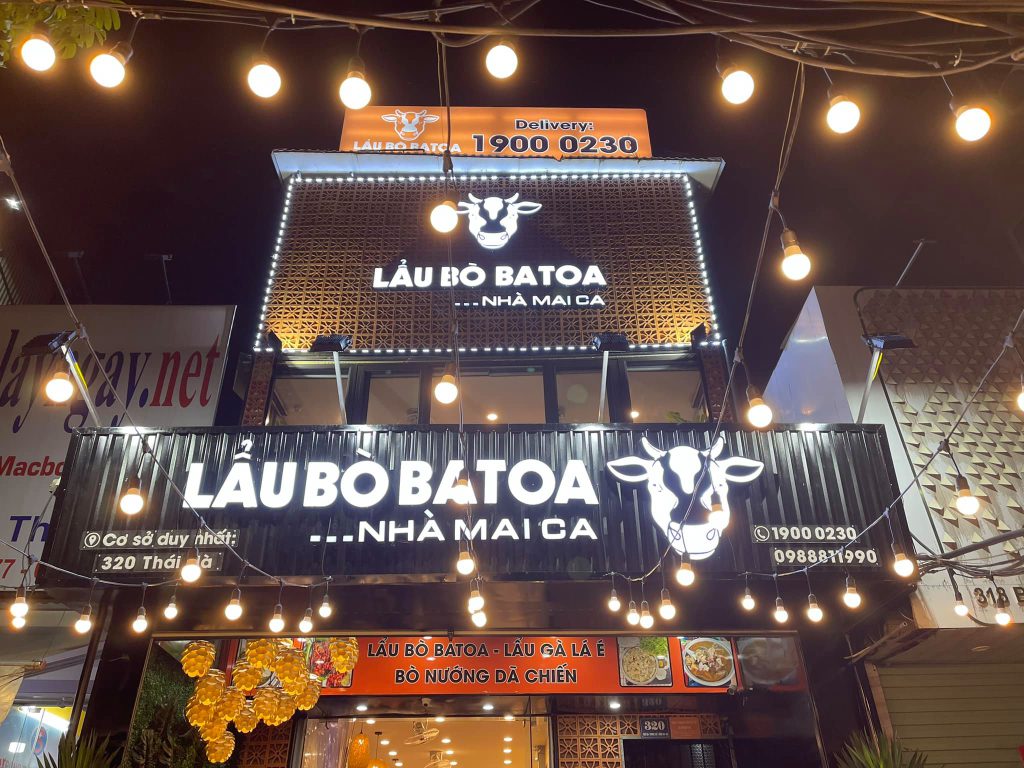 Delivery:
LẨU BÒ BATOA
1900 0230
LẨU BÒ BATOA
...NHÀ MAI CA
.net
Macbo
LẨU BÒ BATOA
...NHÀ MAI CA
Cơ sở duy nhất:
320 Thái
1900 0230
0988811990
LẨU BÒ BATOA - LẨU GÀ LÁ É
BÒ NƯỚNG DÃ CHIẾN
320